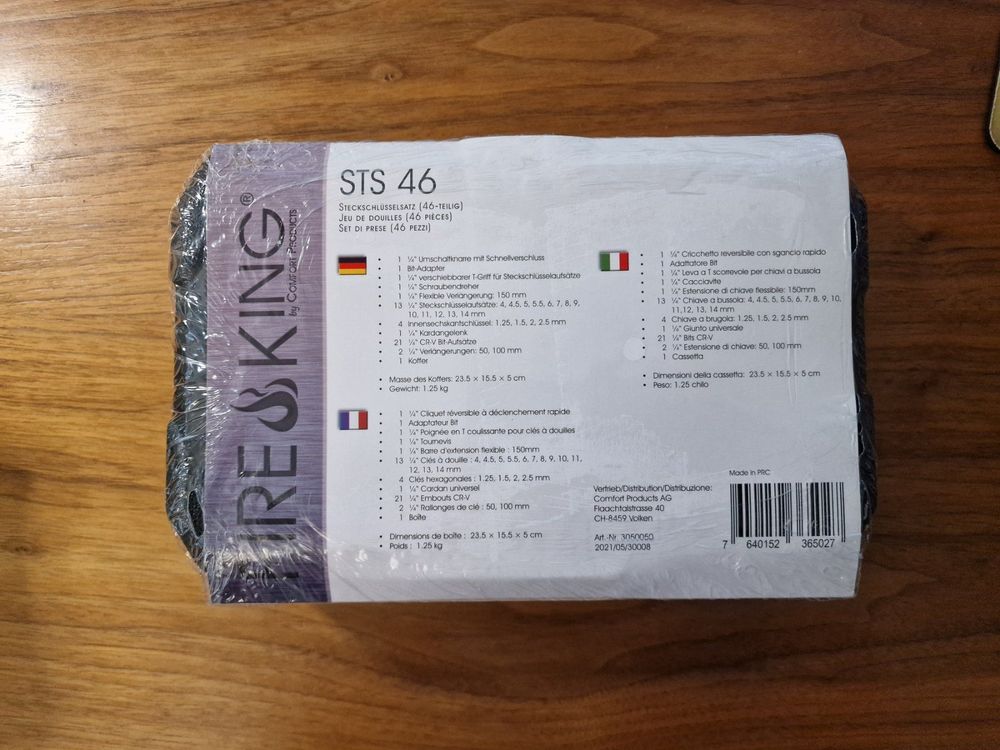 FIRE KING®
by COMFORT PRODUCTS
STS 46
STECKSCHLÜSSELSATZ (46-TEILIG)
JEU DE DOUILLES (46 PIÈCES)
SET DI PRESE (46 PEZZI)
• 1 ¼" Umschaltknarre mit Schnellverschluss
• 1 Bit-Adapter
• 1 ¼" verschiebbarer T-Griff für Steckschlüsselaufsätze
• 1 ¼" Schraubendreher
• 1 ¼" Flexible Verlängerung: 150 mm
• 13 ¼" Steckschlüsselaufsätze: 4, 4.5, 5, 5.5, 6, 7, 8, 9,
10, 11, 12, 13, 14 mm
• 4 Innensechskantschlüssel: 1.25, 1.5, 2, 2.5 mm
• 1 ¼" Kardangelenk
• 21 ¼" CR-V Bit-Aufsätze
• 2 ¼" Verlängerungen: 50, 100 mm
• 1 Koffer
• Masse des Koffers: 23.5 × 15.5 × 5 cm
• Gewicht: 1.25 kg
• 1 ¼" Cliquet réversible à déclenchement rapide
• 1 Adaptateur Bit
• 1 ¼" Poignée en T coulissante pour clés à douilles
• 1 ¼" Tournevis
• 1 ¼" Barre d'extension flexible : 150mm
• 13 ¼" Clés à douille : 4, 4.5, 5, 5.5, 6, 7, 8, 9, 10, 11,
12, 13, 14 mm
• 4 Clés hexagonales : 1.25, 1.5, 2, 2.5 mm
• 1 ¼" Cardan universel
• 21 ¼" Embouts CR-V
• 2 ¼" Rallonges de clé : 50, 100 mm
• 1 Boîte
• Dimensions de boîte : 23.5 × 15.5 × 5 cm
• Poids : 1.25 kg
• 1 ¼" Cricchetto reversibile con sgancio rapido
• 1 Adattatore Bit
• 1 ¼" Leva a T scorrevole per chiavi a bussola
• 1 ¼" Cacciavite
• 1 ¼" Estensione di chiave flessibile: 150mm
• 13 ¼" Chiave a bussola: 4, 4.5, 5, 5.5, 6, 7, 8, 9, 10,
11,12, 13, 14 mm
• 4 Chiave a brugola: 1.25, 1.5, 2, 2.5 mm
• 1 ¼" Giunto universale
• 21 ¼" Bits CR-V
• 2 ¼" Estensione di chiave: 50, 100 mm
• 1 Cassetta
• Dimensioni della cassetta: 23.5 × 15.5 × 5 cm
• Peso: 1.25 chilo
Vertrieb/Distribution/Distribuzione:
Comfort Products AG
Flaachtalstrasse 40
CH-8459 Volken
Art.-Nr. 3050050
2021/05/30008
Made in PRC
7 640152 365027